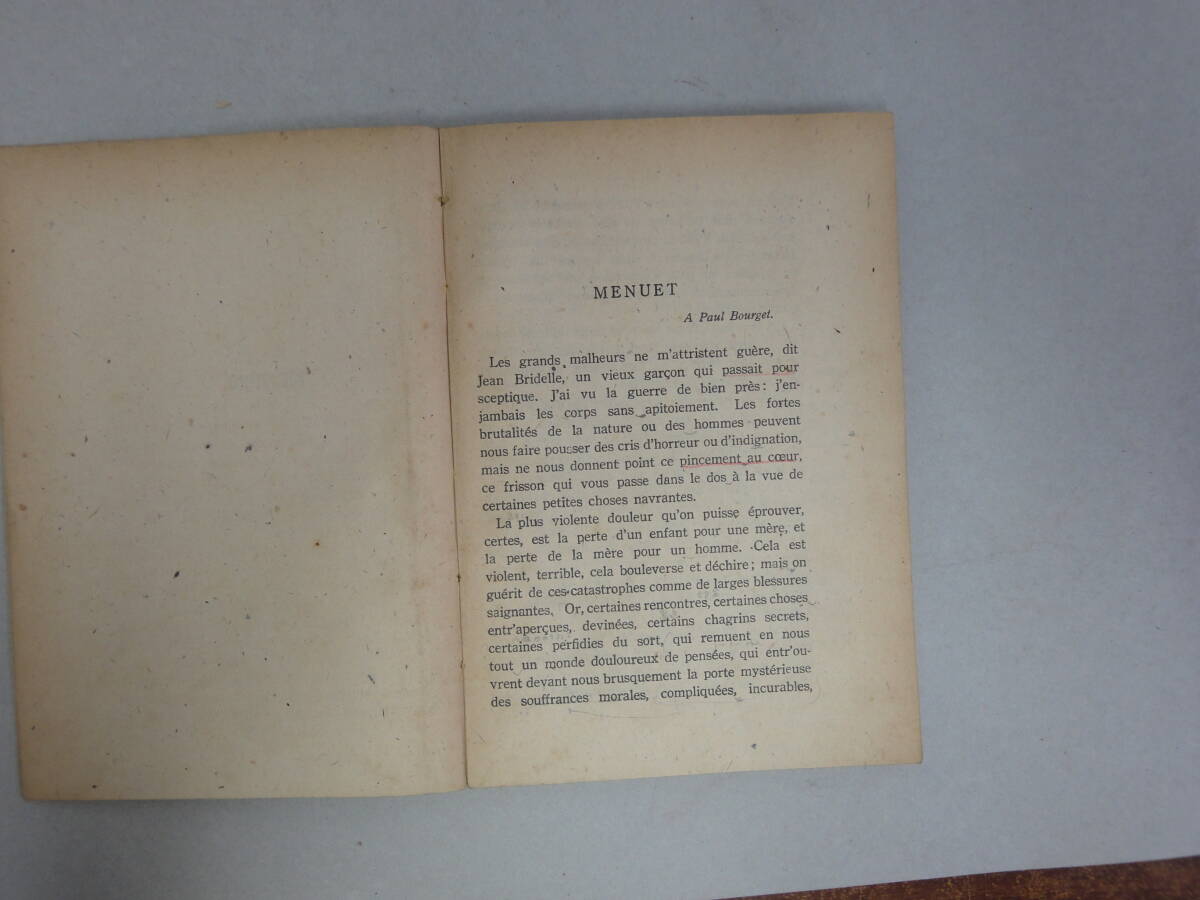 MENUET
A Paul Bourget.
Les grands malheurs ne m'attristent guère, dit
Jean Bridelle, un vieux garçon qui passait pour
sceptique. J'ai vu la guerre de bien près: j'en-
jambais les corps sans apitoiement. Les fortes
brutalités de la nature ou des hommes peuvent
nous faire pousser des cris d'horreur ou d'indignation,
mais ne nous donnent point ce pincement au cœur,
ce frisson qui vous passe dans le dos à la vue de
certaines petites choses navrantes.
La plus violente douleur qu'on puisse éprouver,
certes, est la perte d'un enfant pour une mère, et
la perte de la mère pour un homme. Cela est
violent, terrible, cela bouleverse et déchire; mais on
guérit de ces catastrophes comme de larges blessures
saignantes. Or, certaines rencontres, certaines choses
entr'aperçues, devinées, certains chagrins secrets,
certaines perfidies du sort, qui remuent en nous
tout un monde douloureux de pensées, qui entr'ou-
vrent devant nous brusquement la porte mystérieuse
des souffrances morales, compliquées, incurables,